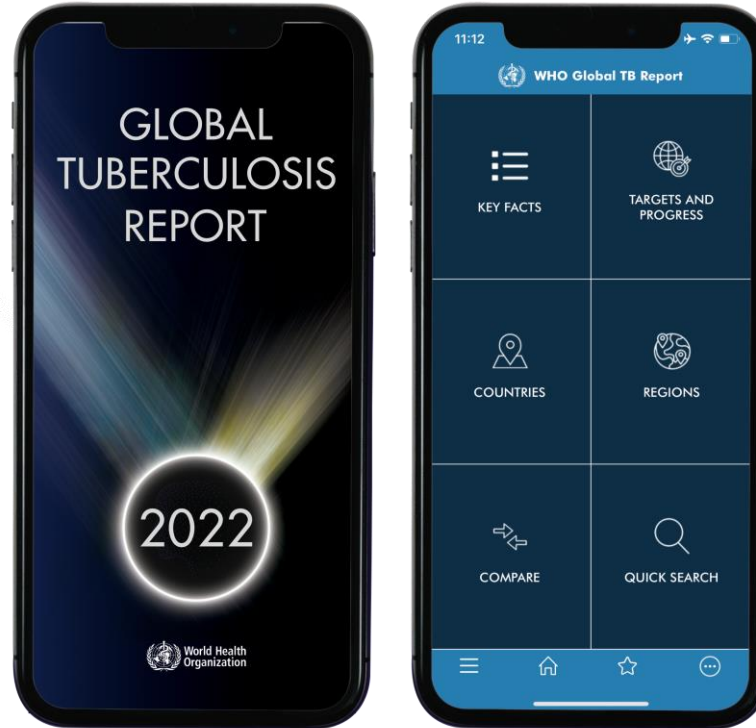 GLOBAL
TUBERCULOSIS
REPORT
2022
World Health
Organization
11:12
WHO Global TB Report
KEY FACTS
TARGETS AND
PROGRESS
COUNTRIES
REGIONS
COMPARE
QUICK SEARCH